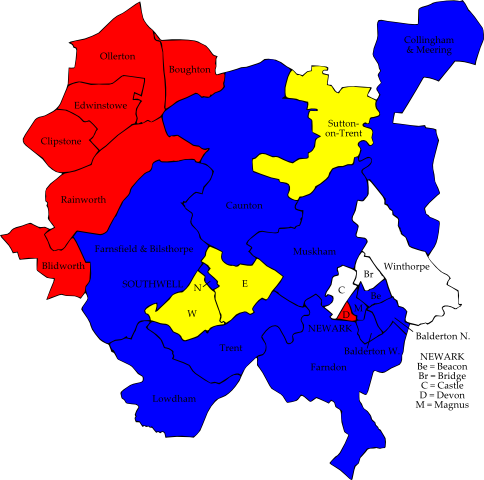 Collingham
& Meering
Ollerton
Boughton
Edwinstowe
Sutton-
on-Trent
Clipstone
Rainworth
Caunton
Farnsfield & Bilsthorpe
Muskham
Blidworth
Winthorpe
Br
SOUTHWELL
N
E
C
Be
M
W
D
NEWARK
Balderton N.
Trent
Balderton W.
NEWARK
Be = Beacon
Farndon
Br = Bridge
C = Castle
D = Devon
Lowdham
M = Magnus